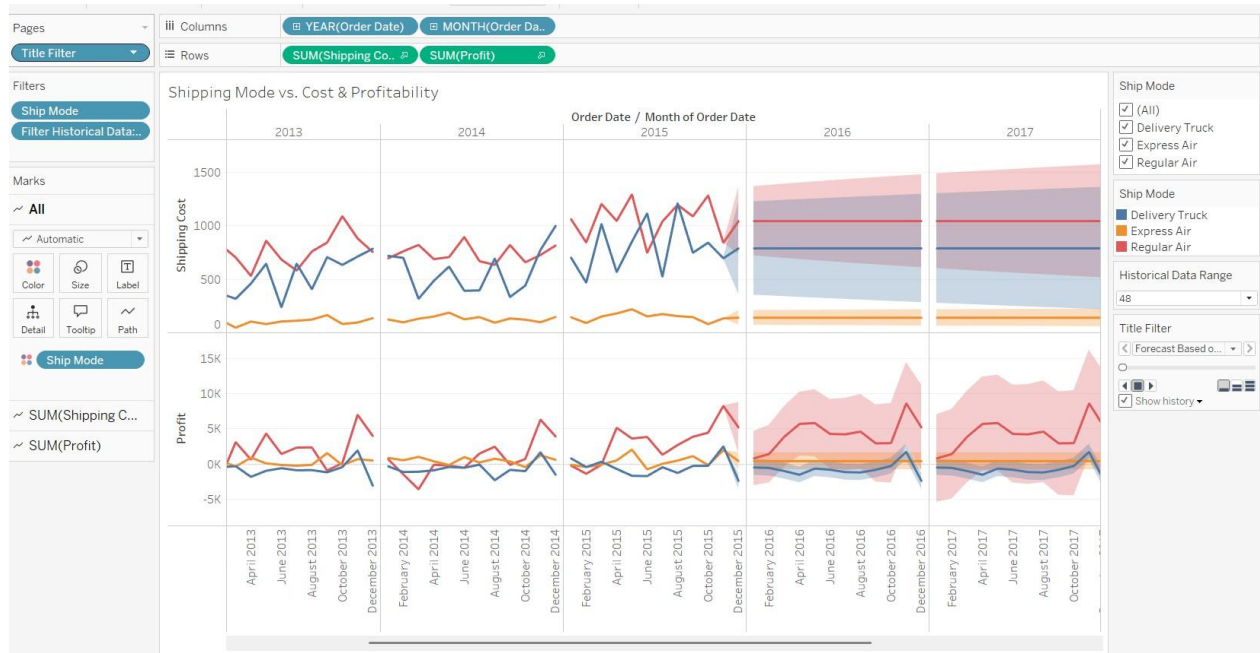 Pages
Title Filter
iii Columns
YEAR(Order Date)
MONTH(Order Da..
Rows
SUM(Shipping Co..
SUM(Profit)
Filters
Ship Mode
Filter Historical Data:..
Marks
All
Automatic
Color
Size
Label
Detail
Tooltip
Path
Ship Mode
SUM(Shipping C...
SUM(Profit)
Shipping Mode vs. Cost & Profitability
Order Date / Month of Order Date
2013
2014
2015
2016
2017
Shipping Cost
1500
1000
500
0
Profit
15K
10K
5K
0K
-5K
April 2013
June 2013
August 2013
October 2013
December 2013
February 2014
April 2014
June 2014
August 2014
October 2014
December 2014
February 2015
April 2015
June 2015
August 2015
October 2015
December 2015
February 2016
April 2016
June 2016
August 2016
October 2016
December 2016
February 2017
April 2017
June 2017
August 2017
October 2017
Ship Mode
(All)
Delivery Truck
Express Air
Regular Air
Ship Mode
Delivery Truck
Express Air
Regular Air
Historical Data Range
48
Title Filter
Forecast Based o...
Show history